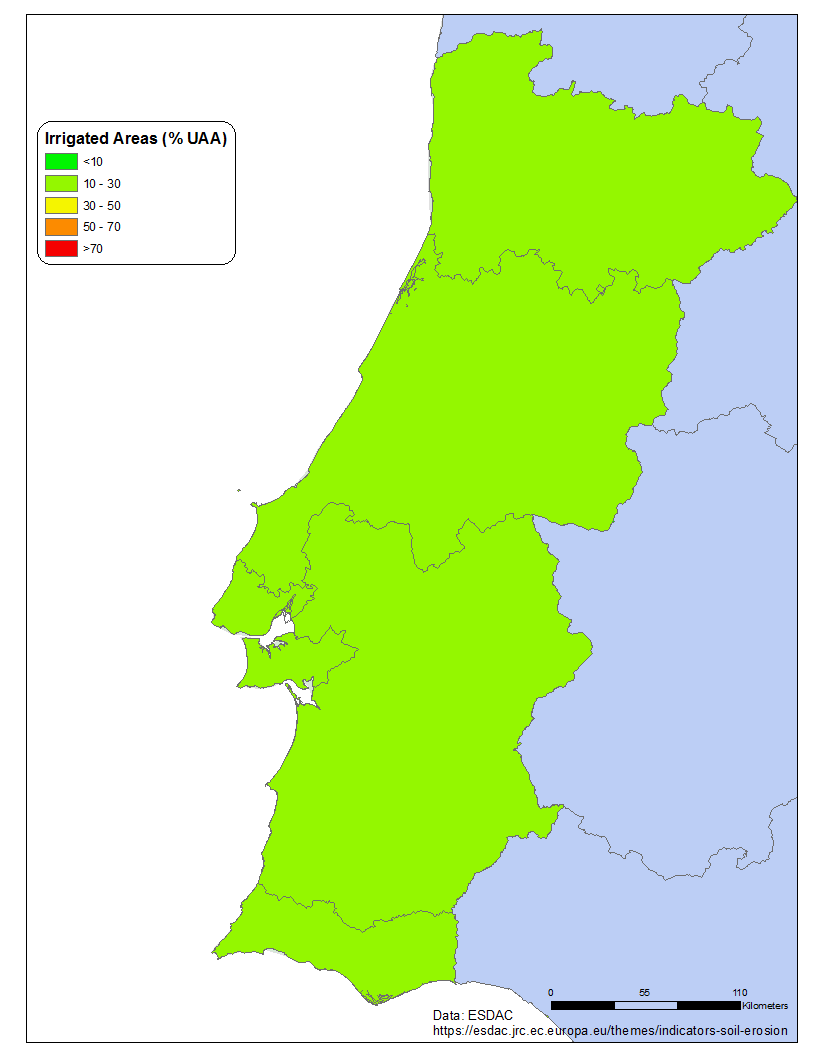 Irrigated Areas (% UAA)
<10
10 - 30
30 - 50
50 - 70
>70
0 55 110
Kilometers
Data: ESDAC
https://esdac.jrc.ec.europa.eu/themes/indicators-soil-erosion